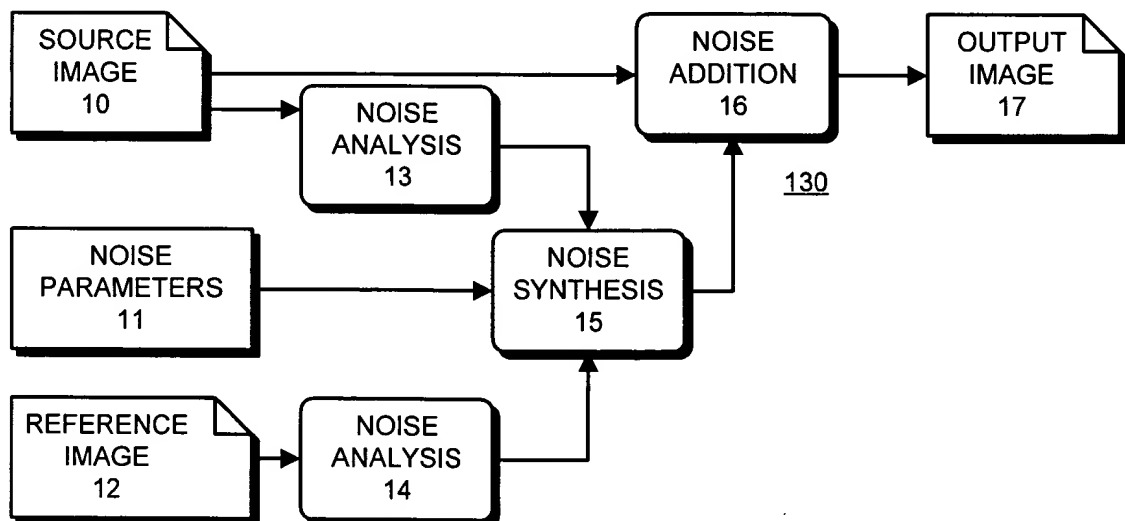 SOURCE
IMAGE
10
NOISE
ADDITION
16
OUTPUT
IMAGE
17
NOISE
ANALYSIS
13
130
NOISE
PARAMETERS
11
NOISE
SYNTHESIS
15
REFERENCE
IMAGE
12
NOISE
ANALYSIS
14